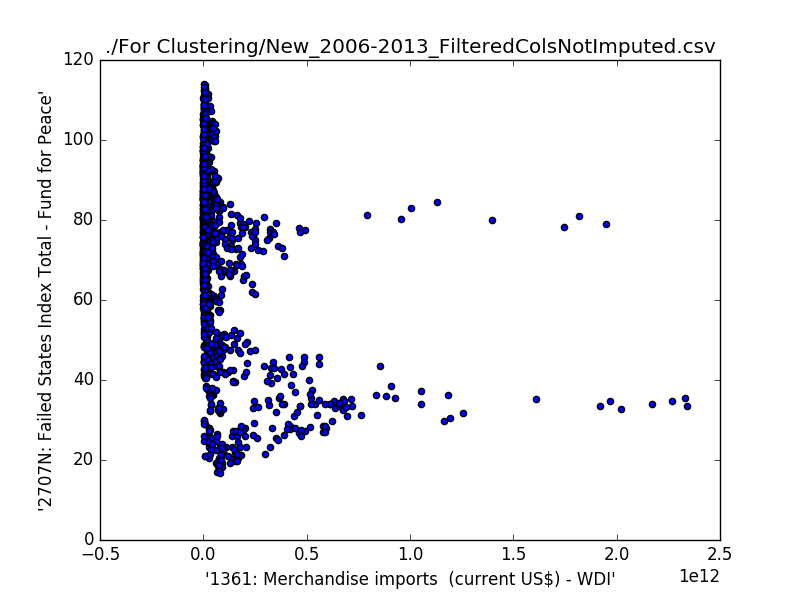 ./For Clustering/New_2006-2013_FilteredColsNotImputed.csv
120
100
80
60
40
20
0
'2707N: Failed States Index Total - Fund for Peace'
−0.5 0.0 0.5 1.0 1.5 2.0 2.5
1e12
'1361: Merchandise imports  (current US$) - WDI'